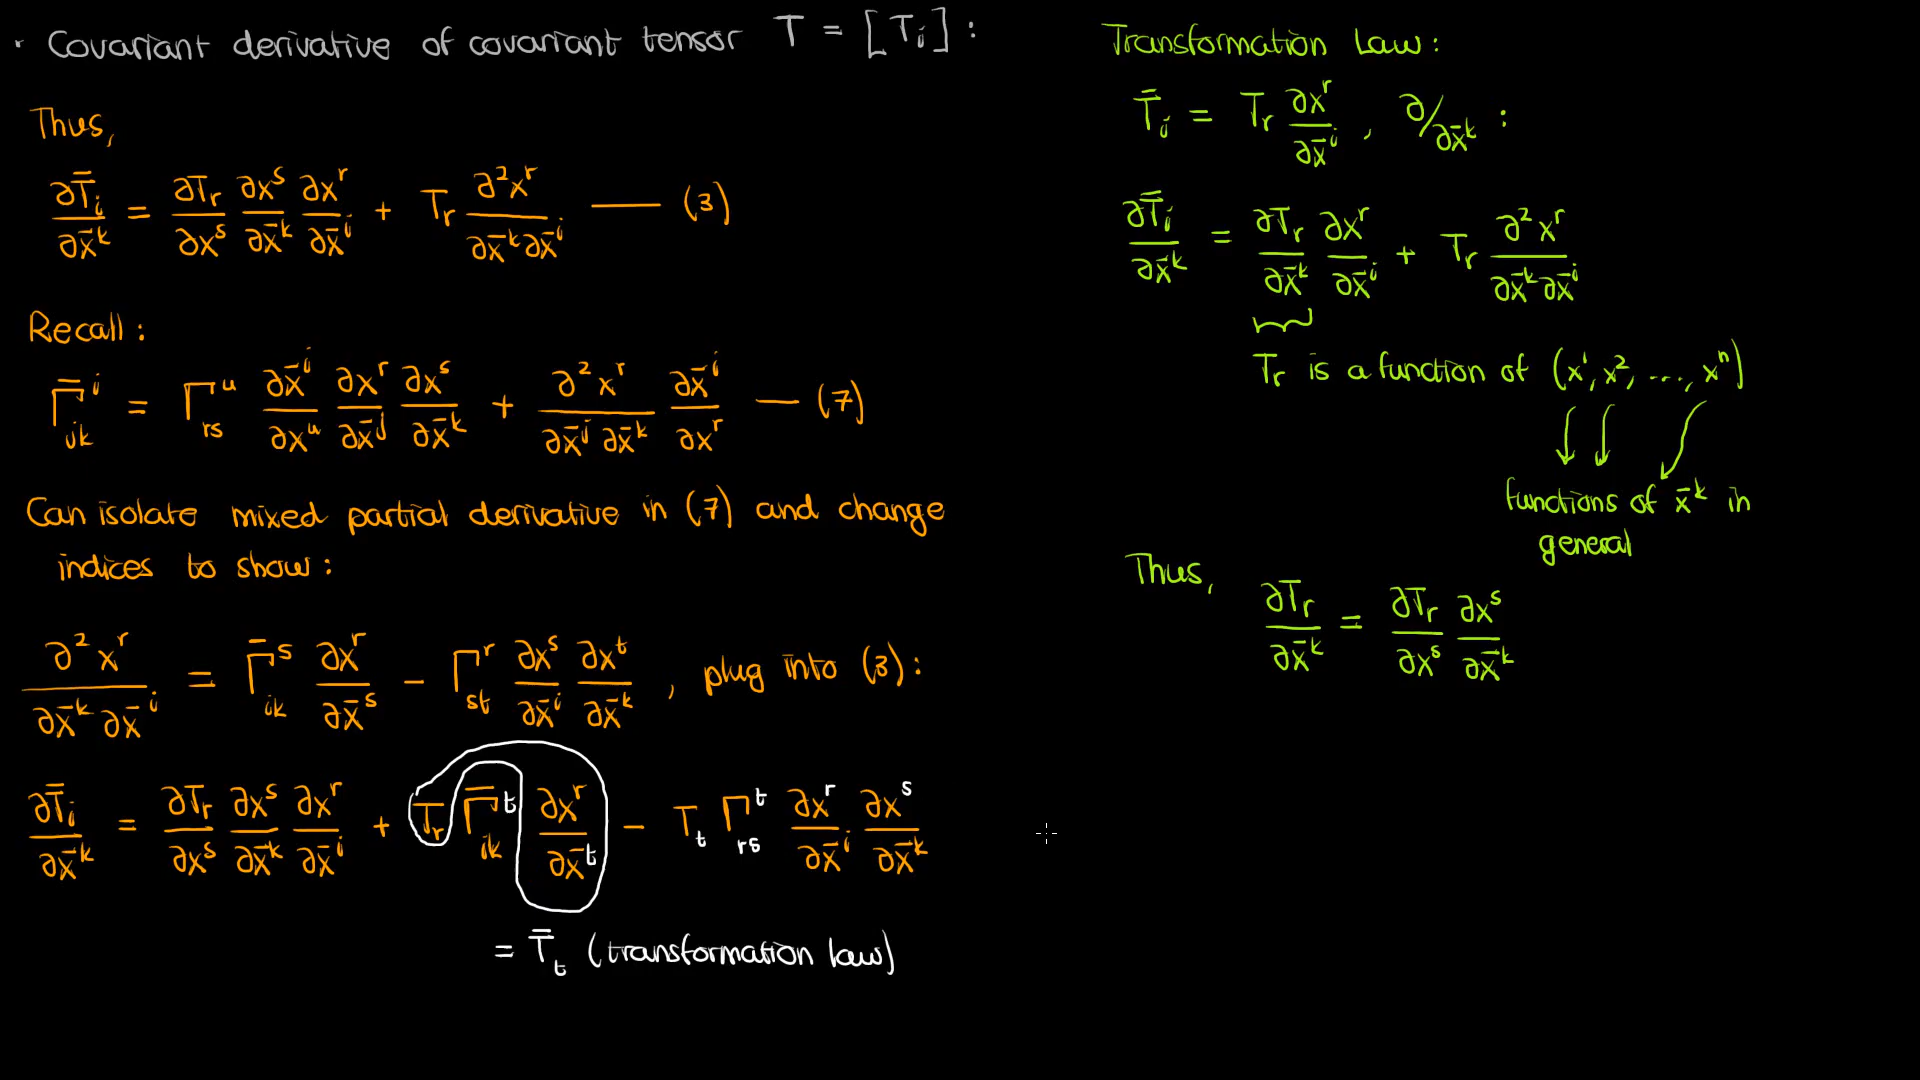 · Covariant derivative of covariant tensor T = [T_i] :
Thus,
∂T̄_i/∂x̄^k = ∂T_r/∂x^s ∂x^s/∂x̄^k ∂x^r/∂x̄^i + T_r ∂²x^r/∂x̄^k∂x̄^i —— (3)
Recall :
Γ̄^i_jk = Γ^u_rs ∂x̄^i/∂x^u ∂x^r/∂x̄^j ∂x^s/∂x̄^k + ∂²x^r/∂x̄^j∂x̄^k ∂x̄^i/∂x^r — (7)
Can isolate mixed partial derivative in (7) and change
indices to show :
∂²x^r/∂x̄^k∂x̄^i = Γ̄^s_ik ∂x^r/∂x̄^s − Γ^r_st ∂x^s/∂x̄^i ∂x^t/∂x̄^k , plug into (3) :
∂T̄_i/∂x̄^k = ∂T_r/∂x^s ∂x^s/∂x̄^k ∂x^r/∂x̄^i + T_r Γ̄^t_ik ∂x^r/∂x̄^t − T_t Γ^t_rs ∂x^r/∂x̄^i ∂x^s/∂x̄^k
= T̄_t (transformation law)
Transformation Law :
T̄_i = T_r ∂x^r/∂x̄^i , ∂/∂x̄^k :
∂T̄_i/∂x̄^k = ∂T_r/∂x̄^k ∂x^r/∂x̄^i + T_r ∂²x^r/∂x̄^k∂x̄^i
T_r is a function of (x^1, x^2, ..., x^n)
functions of x̄^k in
general
Thus,
∂T_r/∂x̄^k = ∂T_r/∂x^s ∂x^s/∂x̄^k